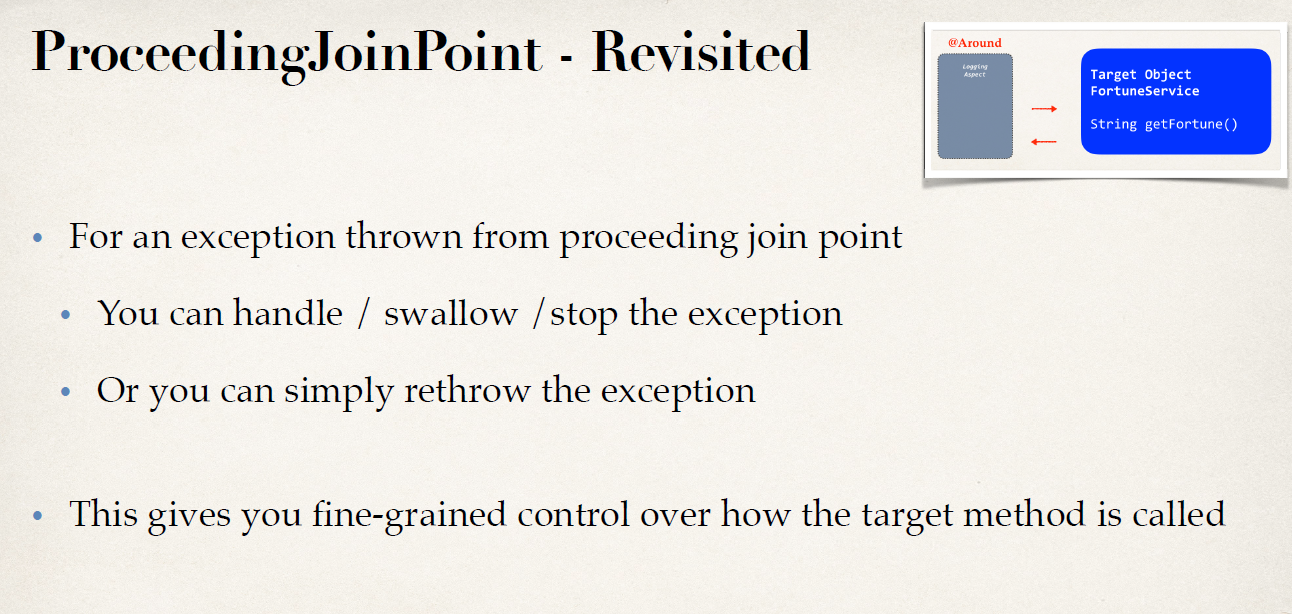 ProceedingJoinPoint - Revisited
@Around
Logging
Aspect
Target Object
FortuneService
String getFortune()
• For an exception thrown from proceeding join point
• You can handle / swallow /stop the exception
• Or you can simply rethrow the exception
• This gives you fine-grained control over how the target method is called